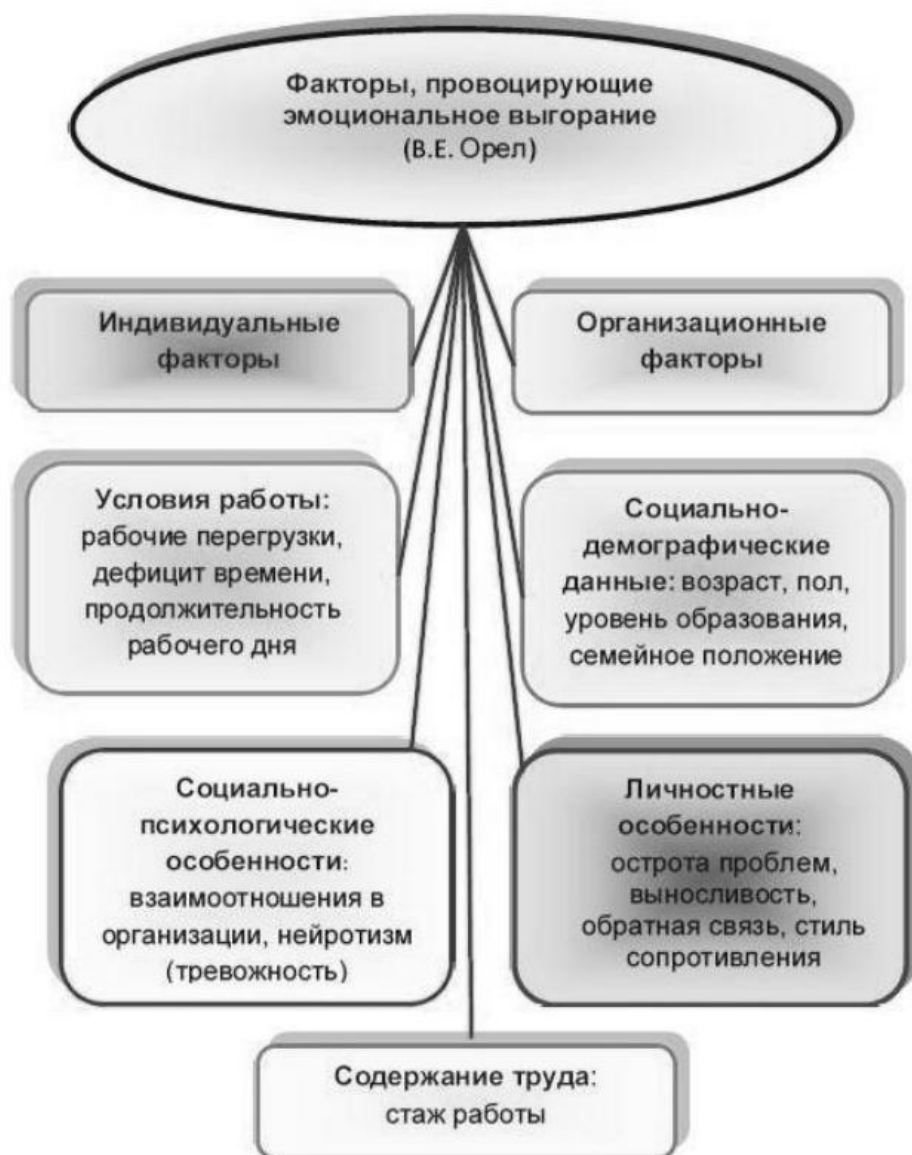 Факторы, провоцирующие
эмоциональное выгорание
(В.Е. Орел)
Индивидуальные
факторы
Организационные
факторы
Условия работы:
рабочие перегрузки,
дефицит времени,
продолжительность
рабочего дня
Социально-
демографические
данные: возраст, пол,
уровень образования,
семейное положение
Социально-
психологические
особенности:
взаимоотношения в
организации, нейротизм
(тревожность)
Личностные
особенности:
острота проблем,
выносливость,
обратная связь, стиль
сопротивления
Содержание труда:
стаж работы